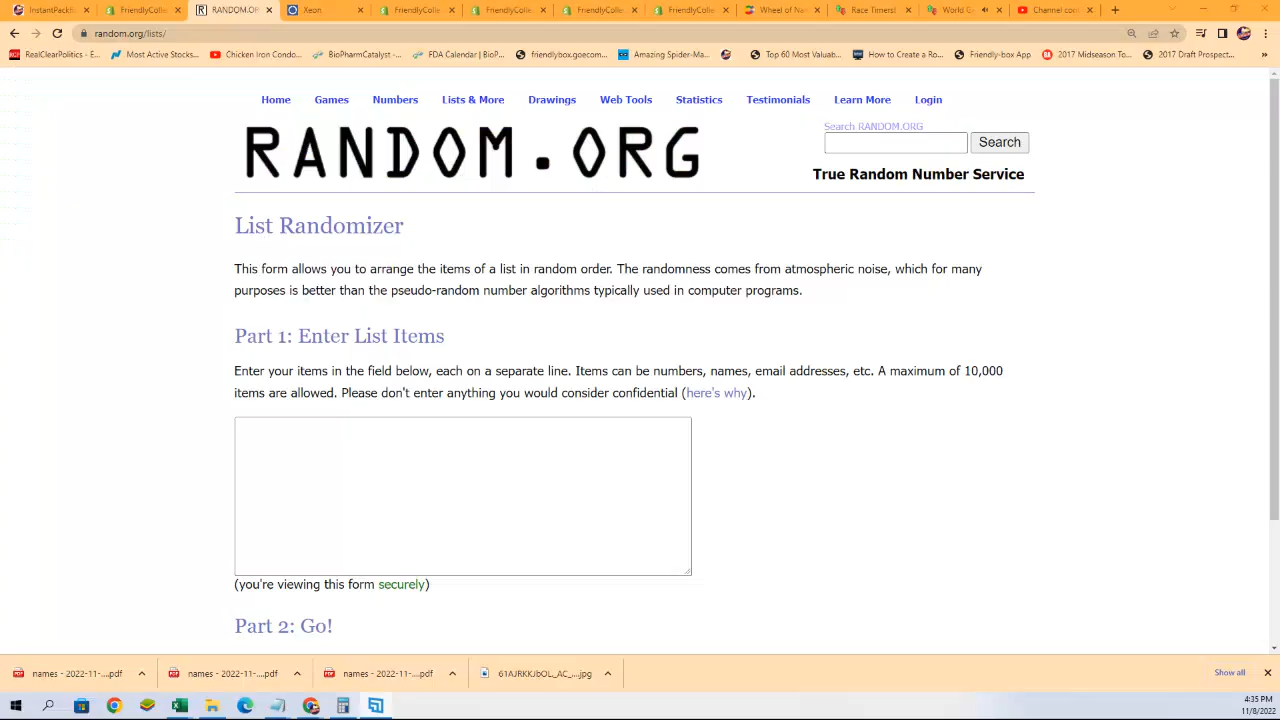 InstantPackB
FriendlyColle
RANDOM.OR
Xeon
FriendlyColle
FriendlyColle
FriendlyColle
FriendlyColle
Wheel of Nam
Race Timers!
World G
Channel con
random.org/lists/
RealClearPolitics - E...
Most Active Stocks...
Chicken Iron Condo...
BioPharmCatalyst -...
FDA Calendar | BioP...
friendlybox.goecom...
Amazing Spider-Ma...
Top 60 Most Valuab...
How to Create a Ro...
Friendly-box App
2017 Midseason To...
2017 Draft Prospect...
»
Home Games Numbers Lists & More Drawings Web Tools Statistics Testimonials Learn More Login
RANDOM.ORG
Search RANDOM.ORG
Search
True Random Number Service
List Randomizer
This form allows you to arrange the items of a list in random order. The randomness comes from atmospheric noise, which for many
purposes is better than the pseudo-random number algorithms typically used in computer programs.
Part 1: Enter List Items
Enter your items in the field below, each on a separate line. Items can be numbers, names, email addresses, etc. A maximum of 10,000
items are allowed. Please don't enter anything you would consider confidential (here's why).
(you're viewing this form securely)
Part 2: Go!
names - 2022-11-....pdf
names - 2022-11-....pdf
names - 2022-11-....pdf
61AJRKKJbOL_AC_....jpg
Show all
4:35 PM
11/8/2022